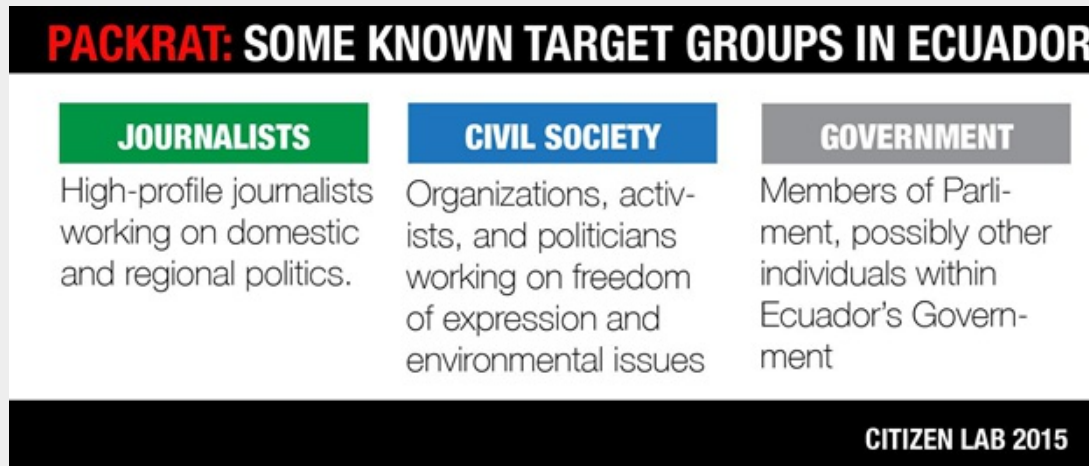 PACKRAT: SOME KNOWN TARGET GROUPS IN ECUADOR
JOURNALISTS
High-profile journalists
working on domestic
and regional politics.
CIVIL SOCIETY
Organizations, activ-
ists, and politicians
working on freedom
of expression and
environmental issues
GOVERNMENT
Members of Parli-
ment, possibly other
individuals within
Ecuador's Govern-
ment
CITIZEN LAB 2015